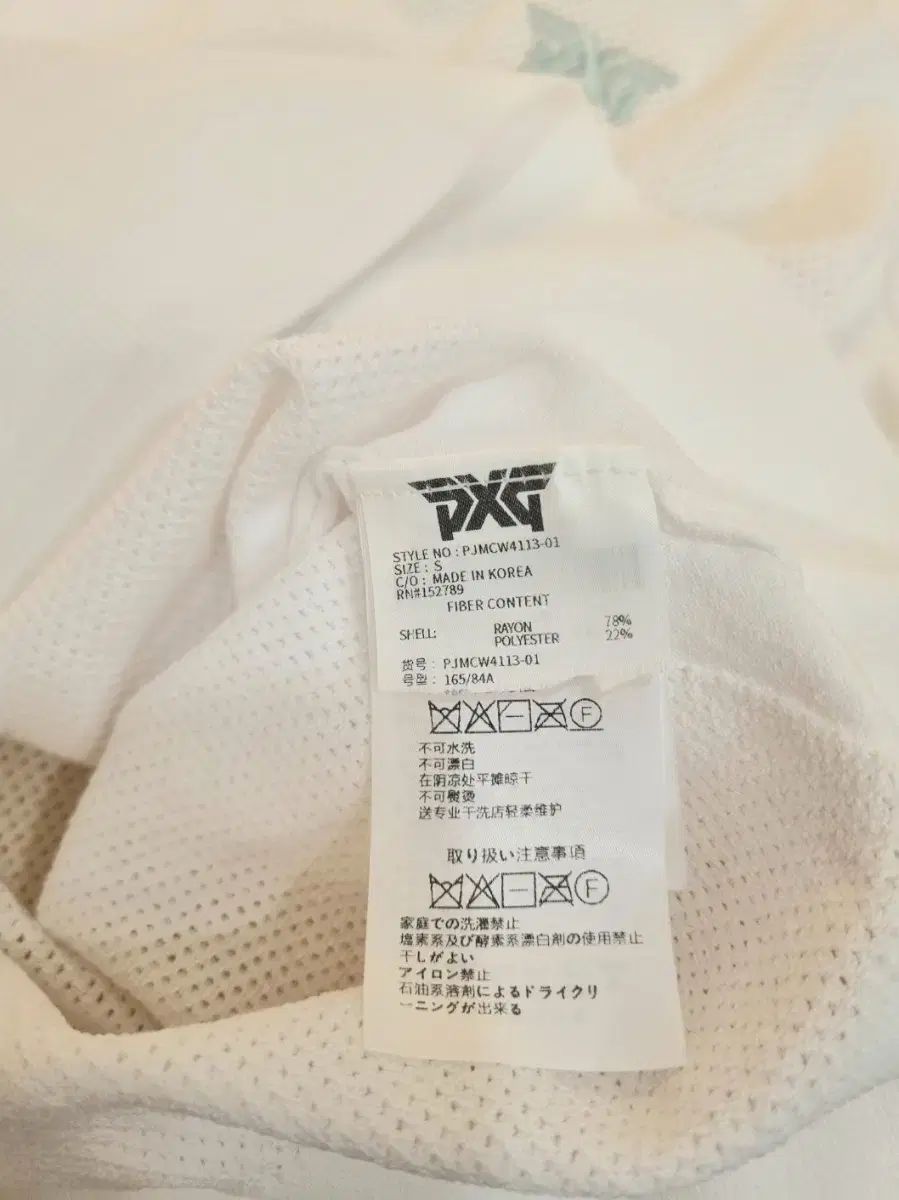 PXG
PXG
STYLE NO : PJMCW4113-01
SIZE : S
C/O : MADE IN KOREA
RN#152789
FIBER CONTENT
SHELL: RAYON 78%
POLYESTER 22%
货号: PJMCW4113-01
号型: 165/84A
F
不可水洗
不可漂白
在阴凉处平摊晾干
不可熨烫
送专业干洗店轻柔维护
取り扱い注意事項
F
家庭での洗濯禁止
塩素系及び酵素系漂白剤の使用禁止
干しがよい
アイロン禁止
石油系溶剤によるドライクリ
ーニングが出来る